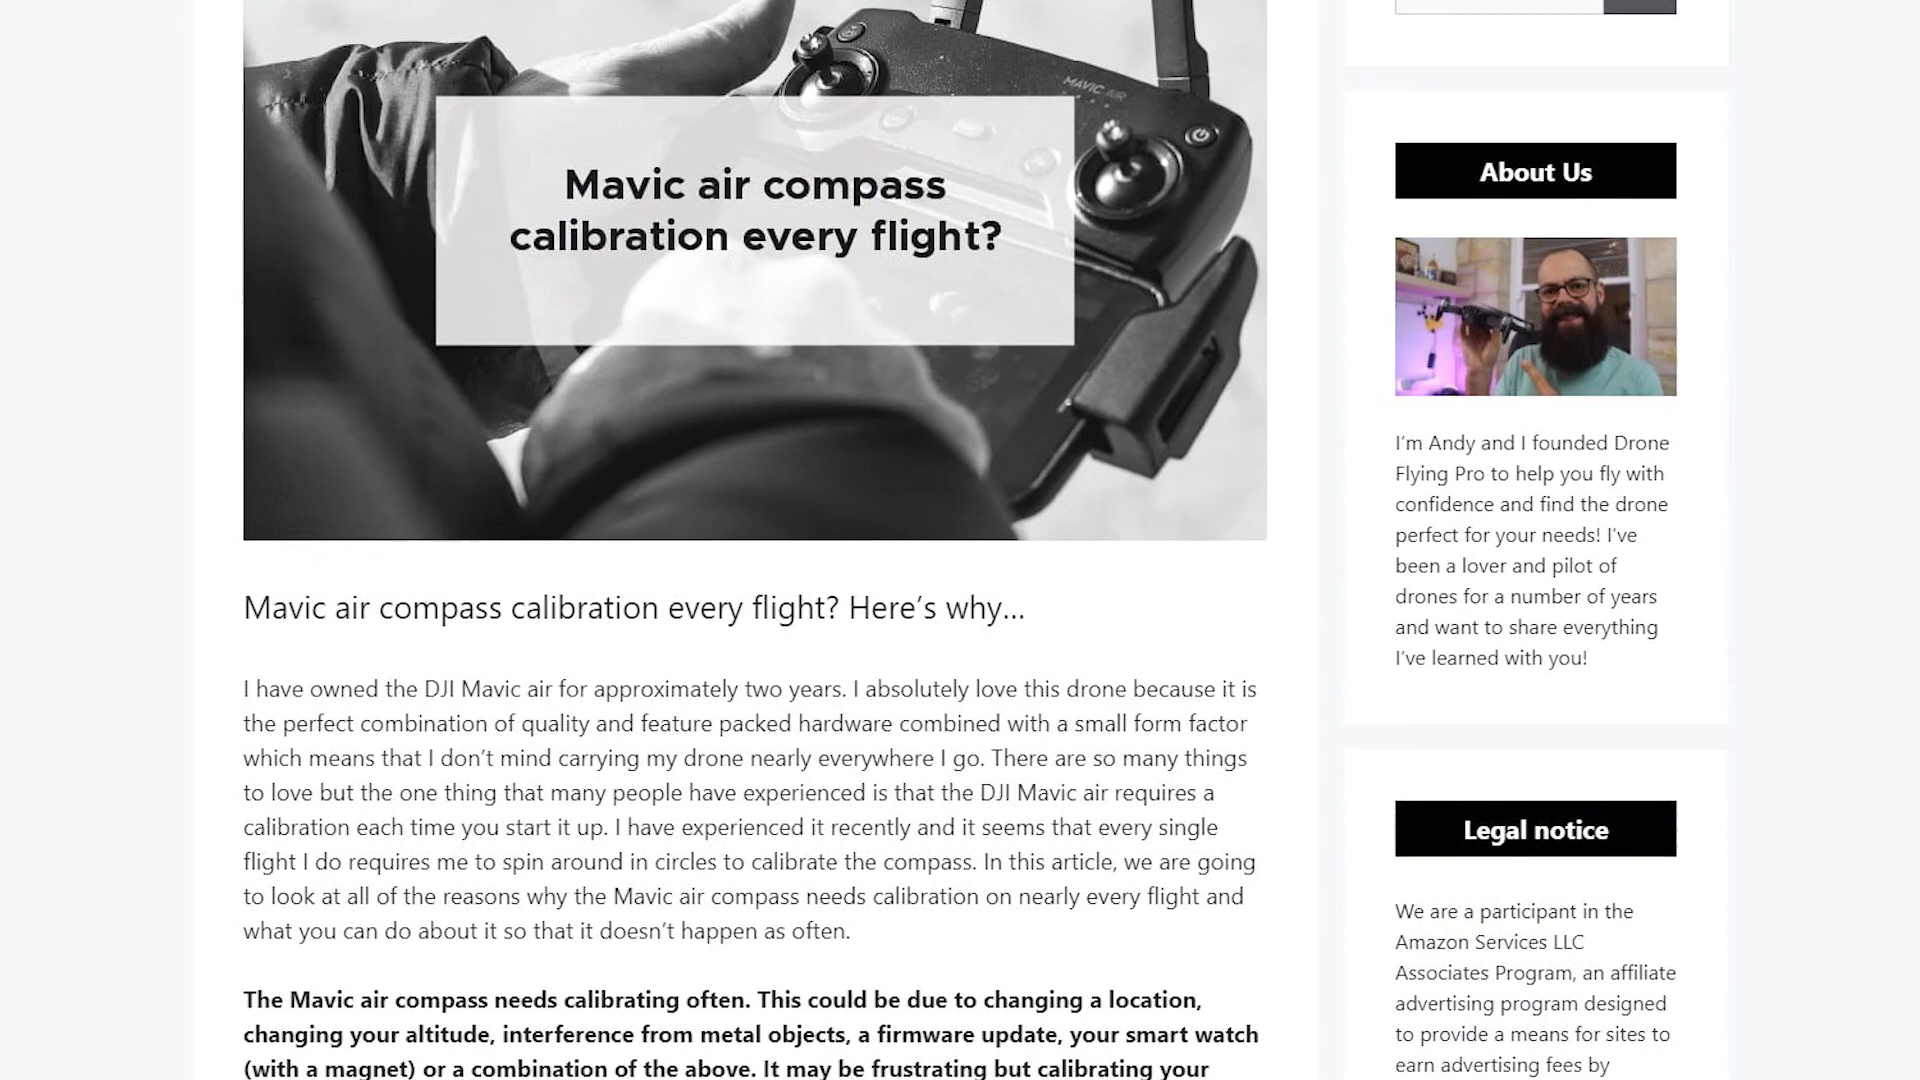 MAVIC AIR
Mavic air compass
calibration every flight?
Mavic air compass calibration every flight? Here’s why…
I have owned the DJI Mavic air for approximately two years. I absolutely love this drone because it is
the perfect combination of quality and feature packed hardware combined with a small form factor
which means that I don’t mind carrying my drone nearly everywhere I go. There are so many things
to love but the one thing that many people have experienced is that the DJI Mavic air requires a
calibration each time you start it up. I have experienced it recently and it seems that every single
flight I do requires me to spin around in circles to calibrate the compass. In this article, we are going
to look at all of the reasons why the Mavic air compass needs calibration on nearly every flight and
what you can do about it so that it doesn’t happen as often.
The Mavic air compass needs calibrating often. This could be due to changing a location,
changing your altitude, interference from metal objects, a firmware update, your smart watch
(with a magnet) or a combination of the above. It may be frustrating but calibrating your
About Us
I’m Andy and I founded Drone
Flying Pro to help you fly with
confidence and find the drone
perfect for your needs! I’ve
been a lover and pilot of
drones for a number of years
and want to share everything
I’ve learned with you!
Legal notice
We are a participant in the
Amazon Services LLC
Associates Program, an affiliate
advertising program designed
to provide a means for sites to
earn advertising fees by